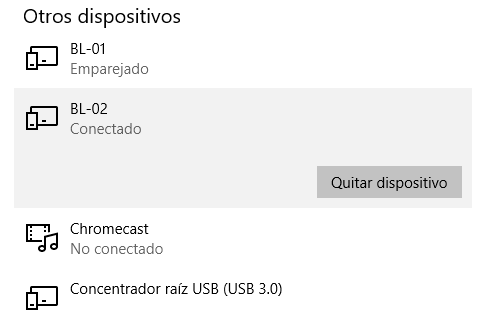 Otros dispositivos
BL-01
Emparejado
BL-02
Conectado
Quitar dispositivo
Chromecast
No conectado
Concentrador raíz USB (USB 3.0)